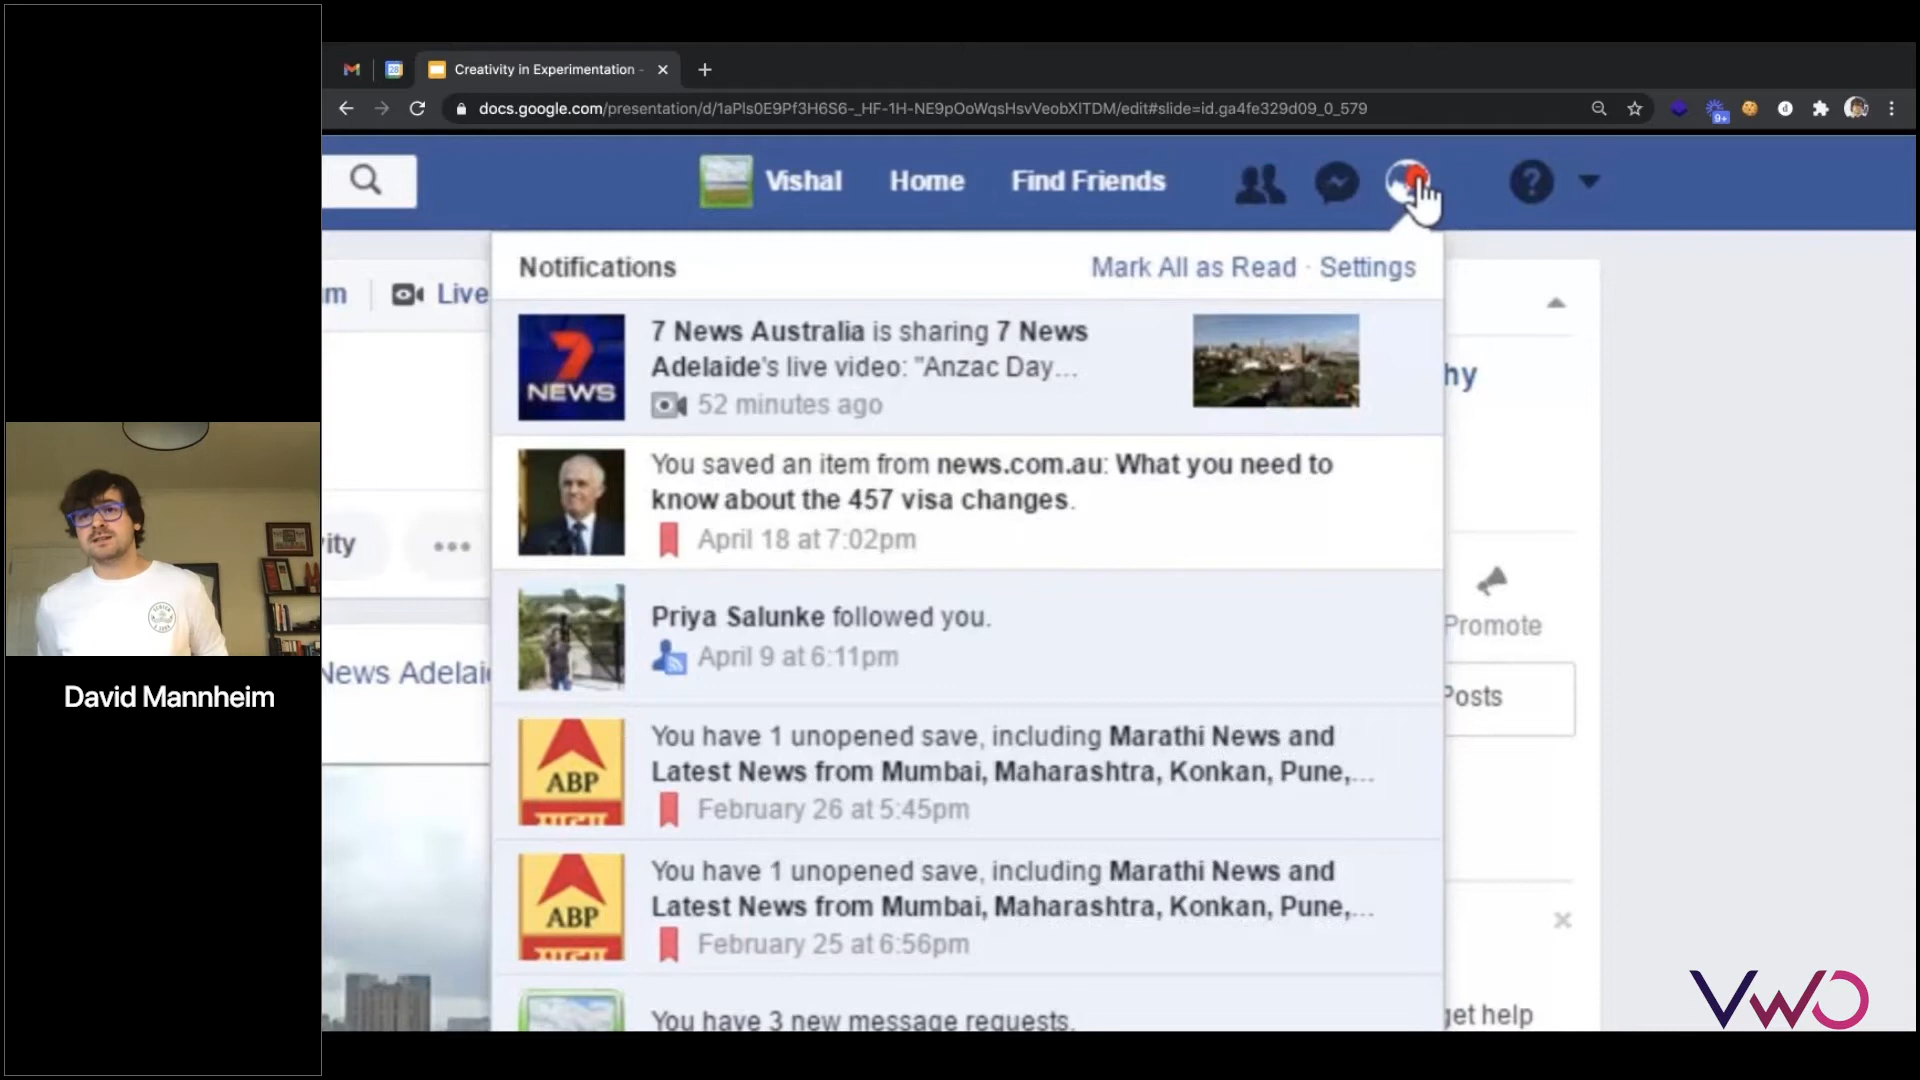 Creativity in Experimentation -
docs.google.com/presentation/d/1aPls0E9Pf3H6S6-_HF-1H-NE9pOoWqsHsvVeobXlTDM/edit#slide=id.ga4fe329d09_0_579
9+
Vishal
Home
Find Friends
Notifications
Mark All as Read · Settings
Live
7 NEWS
7 News Australia is sharing 7 News
Adelaide's live video: "Anzac Day...
52 minutes ago
hy
You saved an item from news.com.au: What you need to
know about the 457 visa changes.
April 18 at 7:02pm
ity
Priya Salunke followed you.
April 9 at 6:11pm
Promote
News Adelai
Posts
David Mannheim
ABP
You have 1 unopened save, including Marathi News and
Latest News from Mumbai, Maharashtra, Konkan, Pune,...
February 26 at 5:45pm
ABP
You have 1 unopened save, including Marathi News and
Latest News from Mumbai, Maharashtra, Konkan, Pune,...
February 25 at 6:56pm
You have 3 new message requests.
get help
VWO